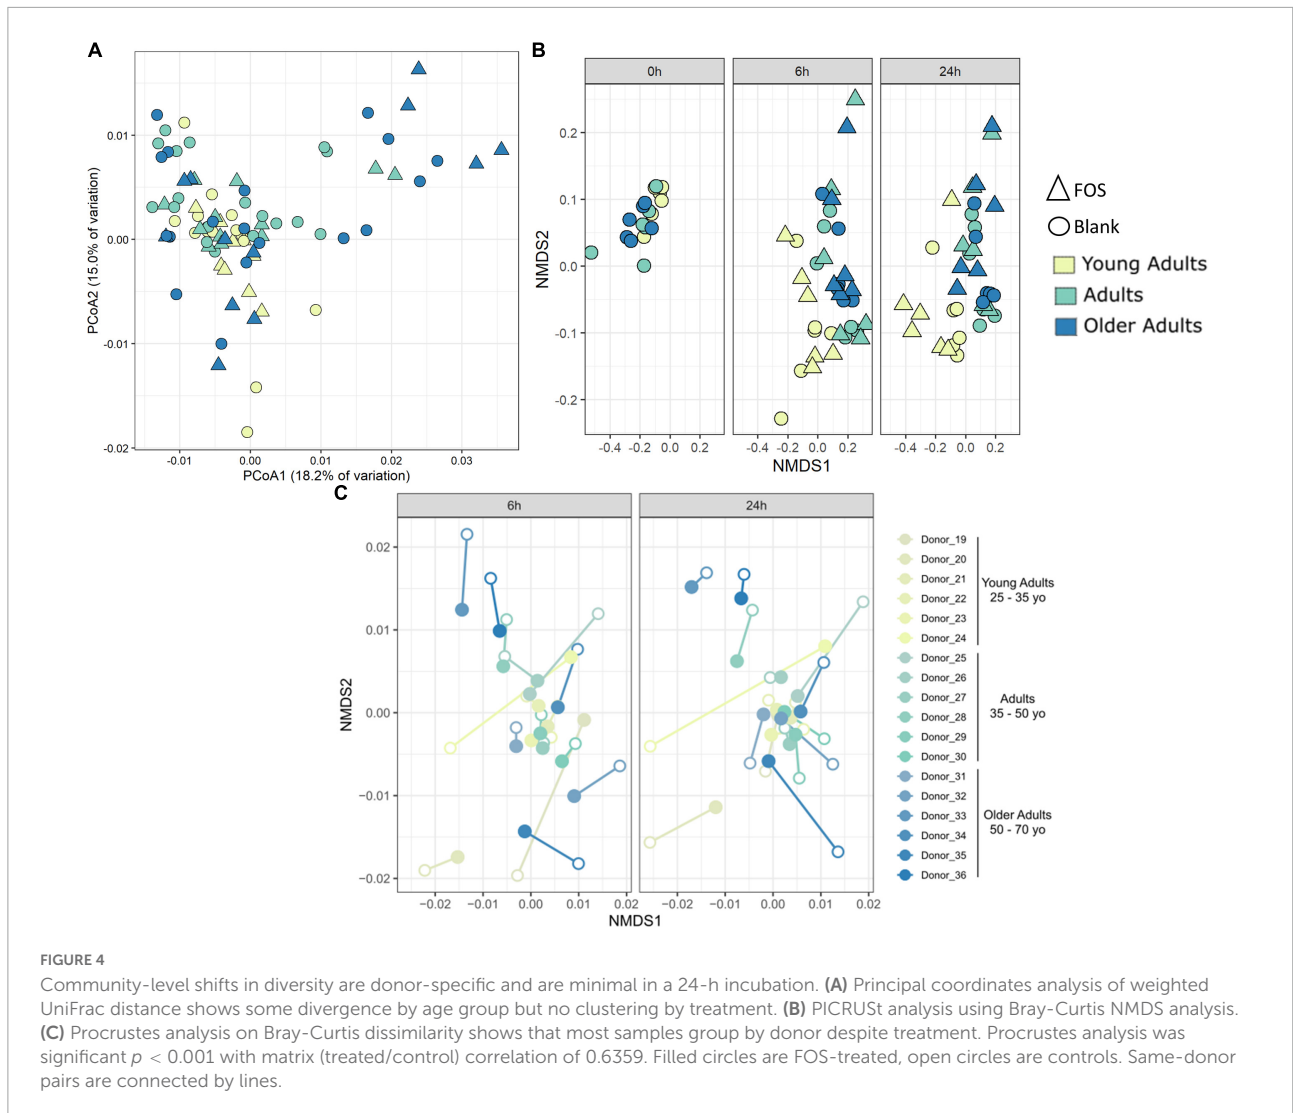 A
0.01
0.00
-0.01
-0.02
PCoA2 (15.0% of variation)
-0.01
0.00
0.01
0.02
0.03
PCoA1 (18.2% of variation)
B
0h
6h
24h
0.2
0.1
0.0
-0.1
-0.2
NMDS2
-0.4 -0.2 0.0 0.2
-0.4 -0.2 0.0 0.2
-0.4 -0.2 0.0 0.2
NMDS1
FOS
Blank
Young Adults
Adults
Older Adults
C
6h
24h
0.02
0.01
0.00
−0.01
−0.02
NMDS2
−0.02 −0.01 0.00 0.01 0.02
−0.02 −0.01 0.00 0.01 0.02
NMDS1
Donor_19
Donor_20
Donor_21
Donor_22
Donor_23
Donor_24
Donor_25
Donor_26
Donor_27
Donor_28
Donor_29
Donor_30
Donor_31
Donor_32
Donor_33
Donor_34
Donor_35
Donor_36
Young Adults
25 - 35 yo
Adults
35 - 50 yo
Older Adults
50 - 70 yo
FIGURE 4
Community-level shifts in diversity are donor-specific and are minimal in a 24-h incubation. (A) Principal coordinates analysis of weighted
UniFrac distance shows some divergence by age group but no clustering by treatment. (B) PICRUSt analysis using Bray-Curtis NMDS analysis.
(C) Procrustes analysis on Bray-Curtis dissimilarity shows that most samples group by donor despite treatment. Procrustes analysis was
significant p < 0.001 with matrix (treated/control) correlation of 0.6359. Filled circles are FOS-treated, open circles are controls. Same-donor
pairs are connected by lines.